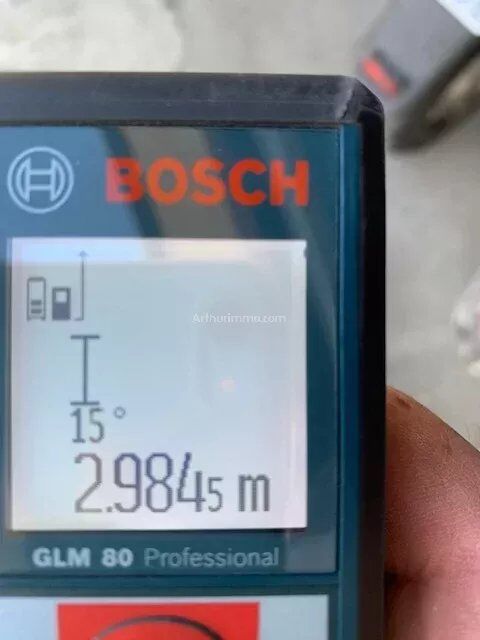 BOSCH
Arthurimmo.com
15°
2.9845 m
GLM 80 Professional